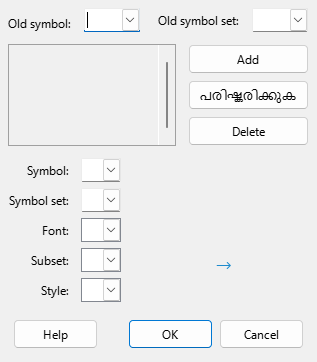 Old symbol: Old symbol set:
Add
പരിഷ്ക്കരിക്കുക
Delete
Symbol:
Symbol set:
Font:
Subset:
→
Style:
Help OK Cancel